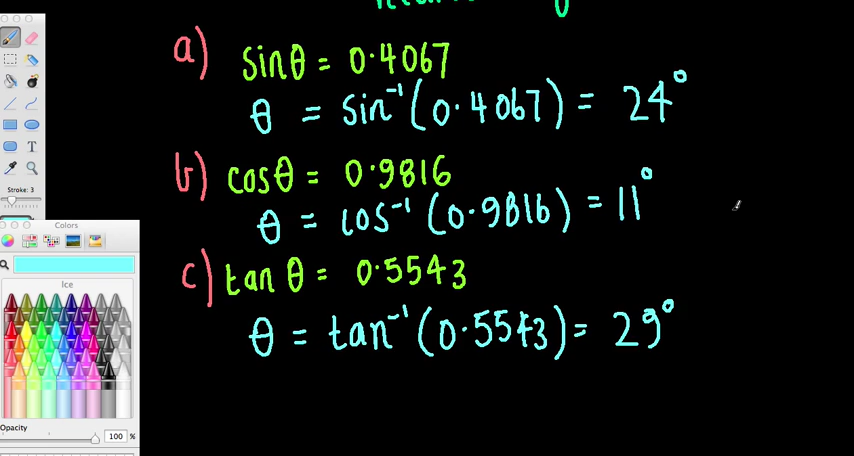 a) sinθ = 0.4067
θ = sin⁻¹(0.4067) = 24°
b) cosθ = 0.9816
θ = cos⁻¹(0.9816) = 11°
c) tan θ = 0.5543
θ = tan⁻¹(0.5543) = 29°
T
Stroke: 3
Colors
Ice
Opacity
100 %